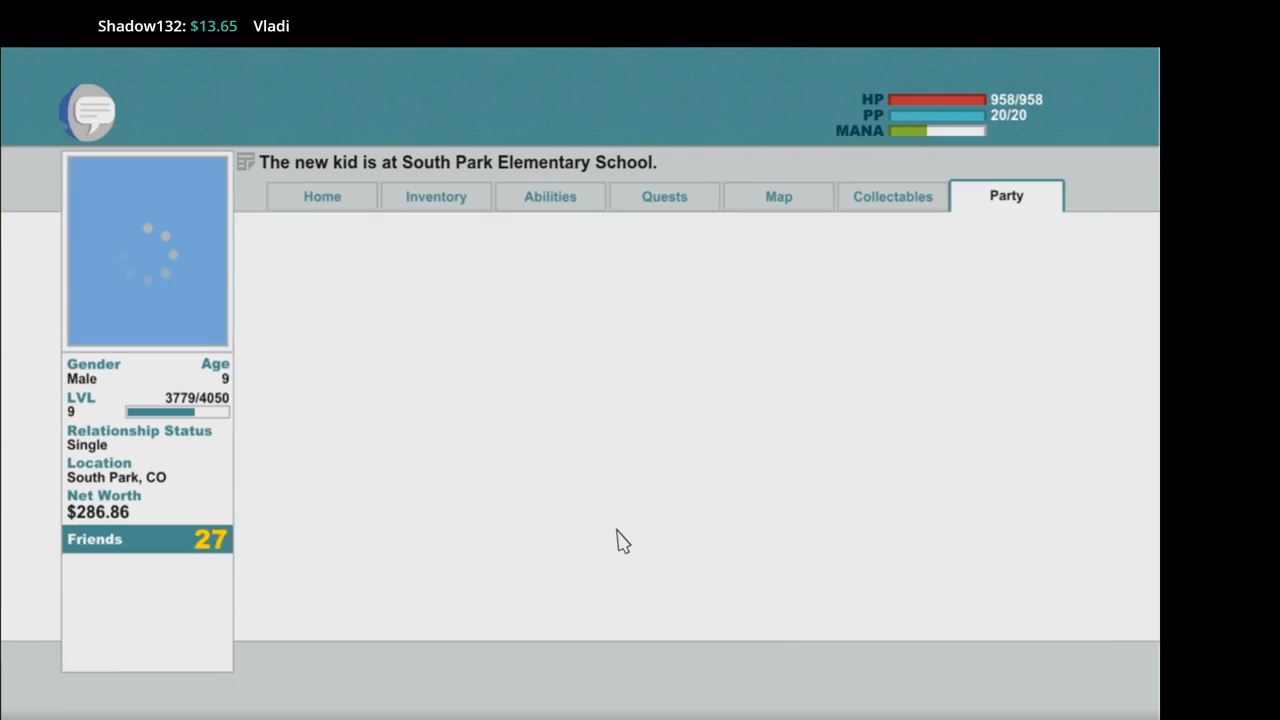 Shadow132: $13.65 Vladi
HP 958/958
PP 20/20
MANA
The new kid is at South Park Elementary School.
Home Inventory Abilities Quests Map Collectables Party
Gender Age
Male 9
LVL 3779/4050
9
Relationship Status
Single
Location
South Park, CO
Net Worth
$286.86
Friends 27